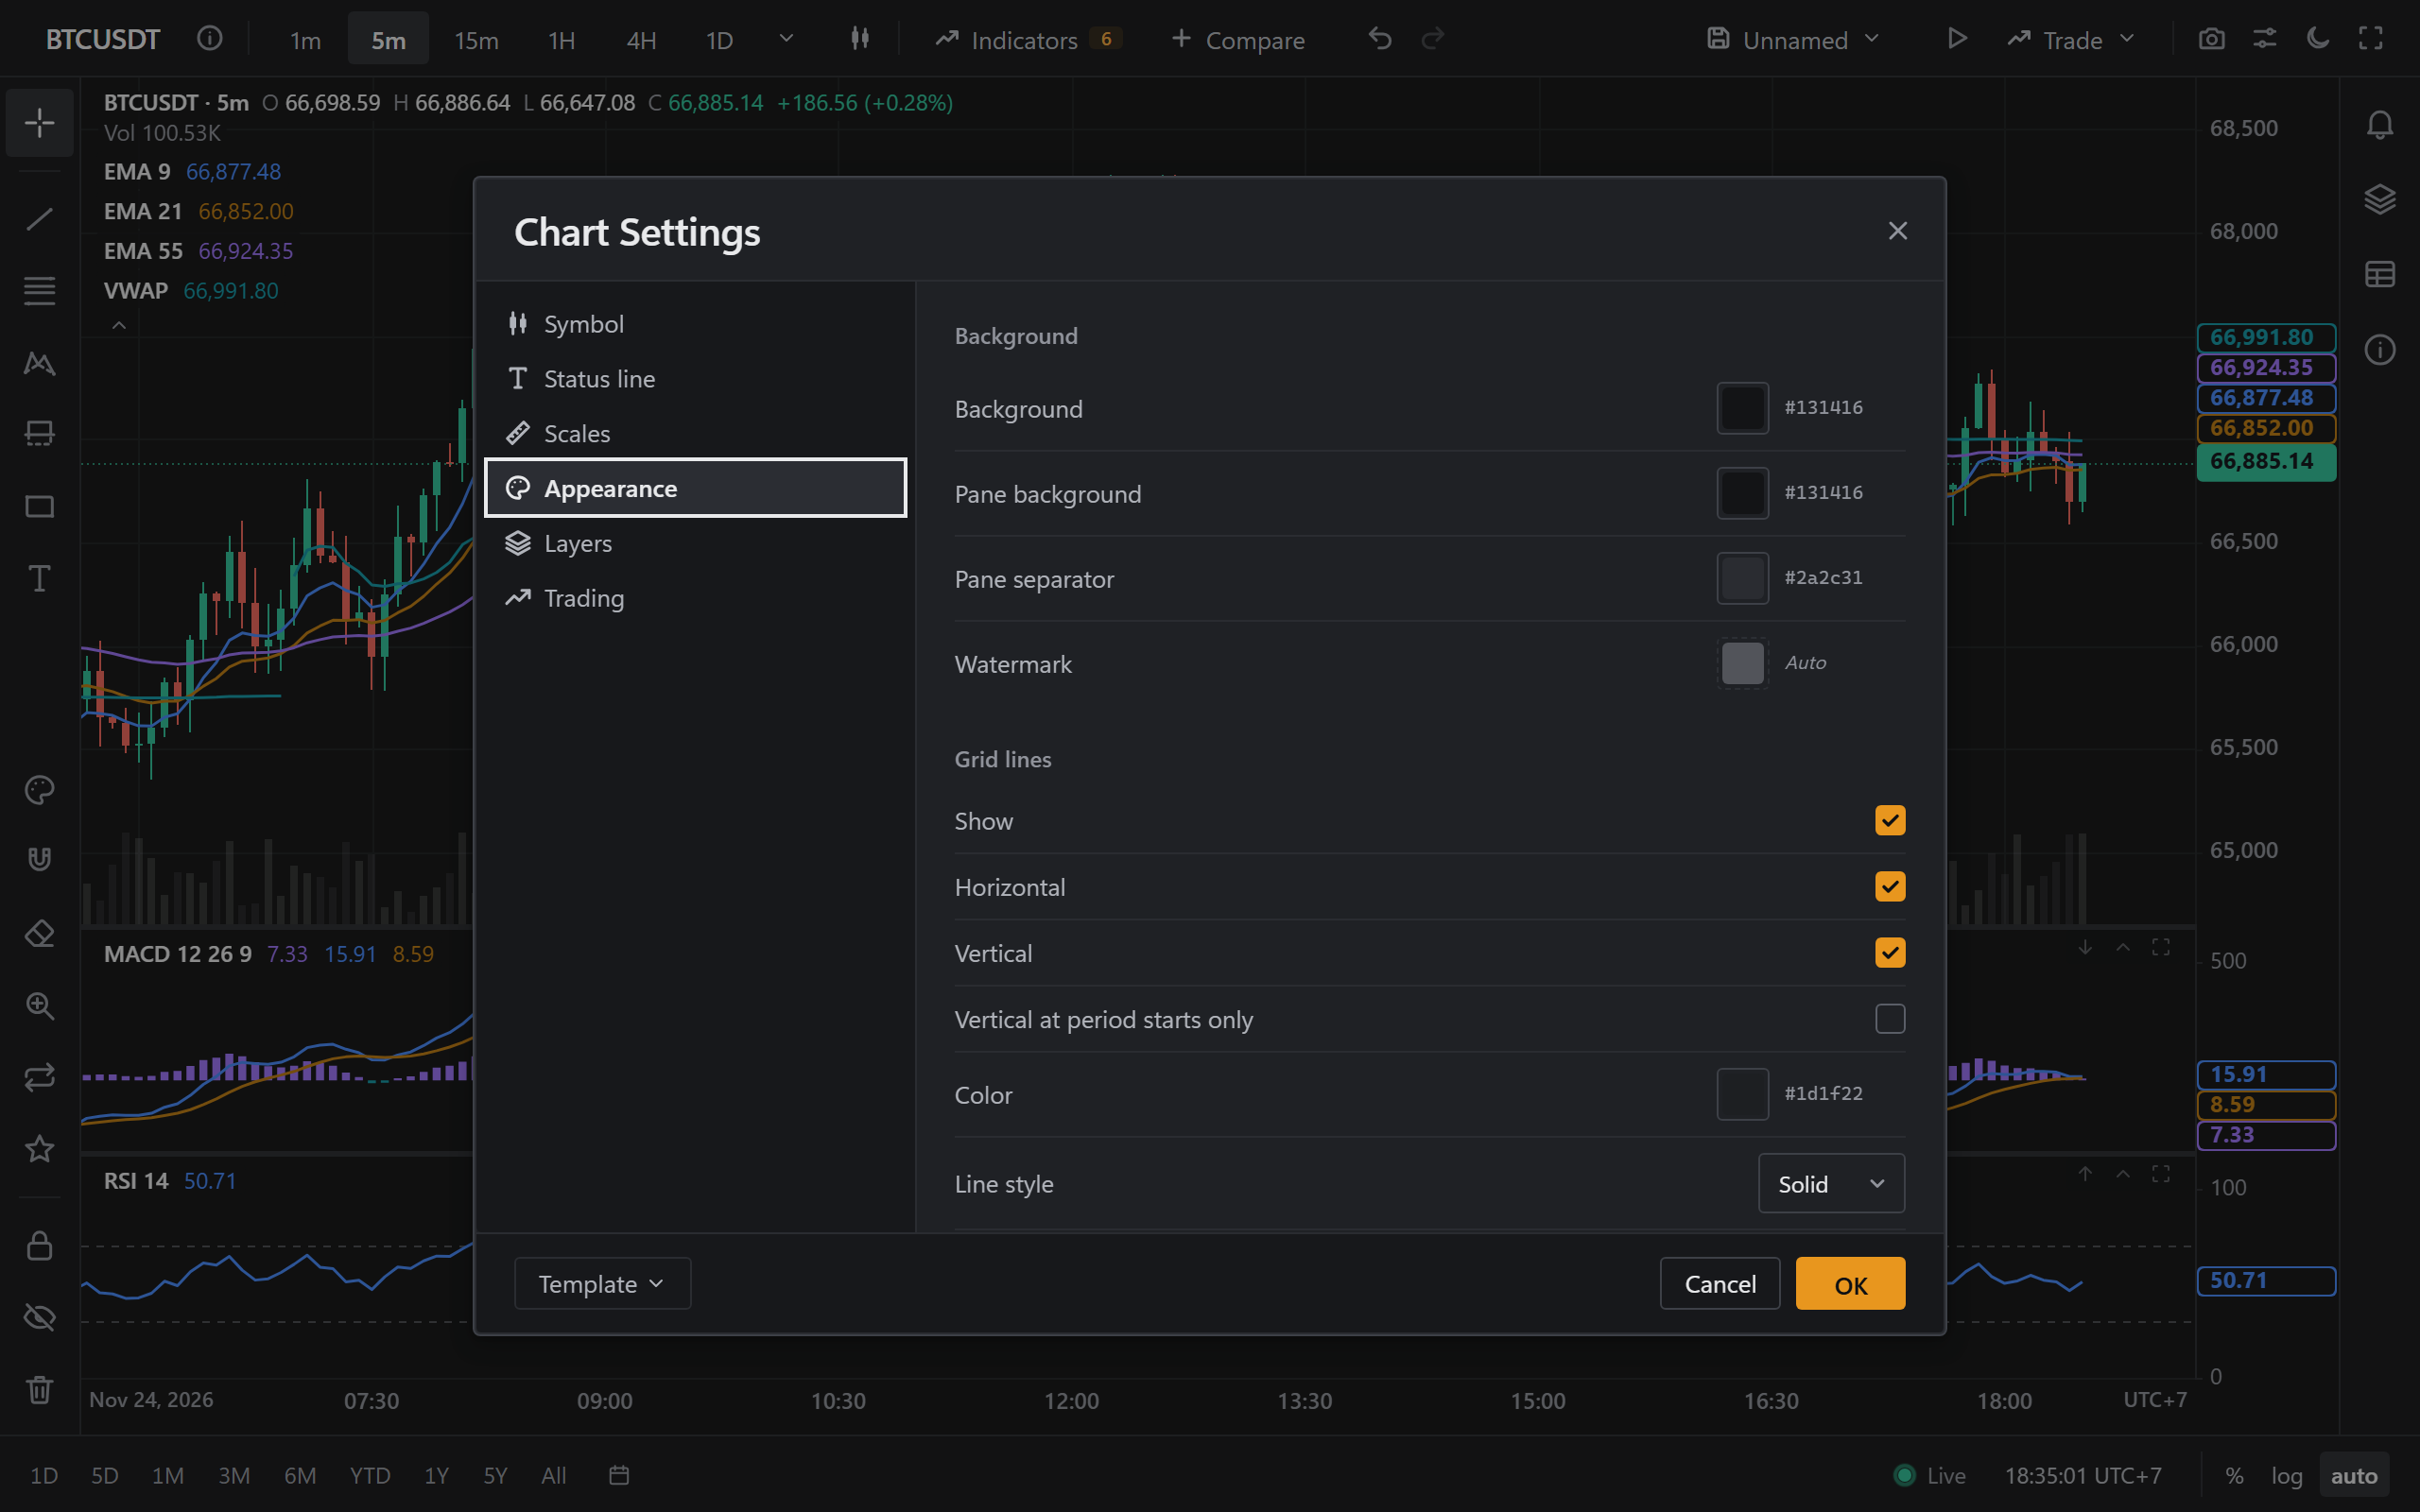 BTCUSDT 1m 5m 15m 1H 4H 1D Indicators 6 Compare Unnamed Trade
BTCUSDT · 5m O 66,698.59 H 66,886.64 L 66,647.08 C 66,885.14 +186.56 (+0.28%)
Vol 100.53K
EMA 9 66,877.48
EMA 21 66,852.00
EMA 55 66,924.35
VWAP 66,991.80
Chart Settings
Symbol
Status line
Scales
Appearance
Layers
Trading
Background
Background #131416
Pane background #131416
Pane separator #2a2c31
Watermark Auto
Grid lines
Show
Horizontal
Vertical
Vertical at period starts only
Color #1d1f22
Line style Solid
Template Cancel OK
68,500
68,000
66,991.80
66,924.35
66,877.48
66,852.00
66,885.14
66,500
66,000
65,500
65,000
MACD 12 26 9 7.33 15.91 8.59
500
15.91
8.59
7.33
RSI 14 50.71
100
50.71
0
Nov 24, 2026 07:30 09:00 10:30 12:00 13:30 15:00 16:30 18:00 UTC+7
1D 5D 1M 3M 6M YTD 1Y 5Y All Live 18:35:01 UTC+7 % log auto